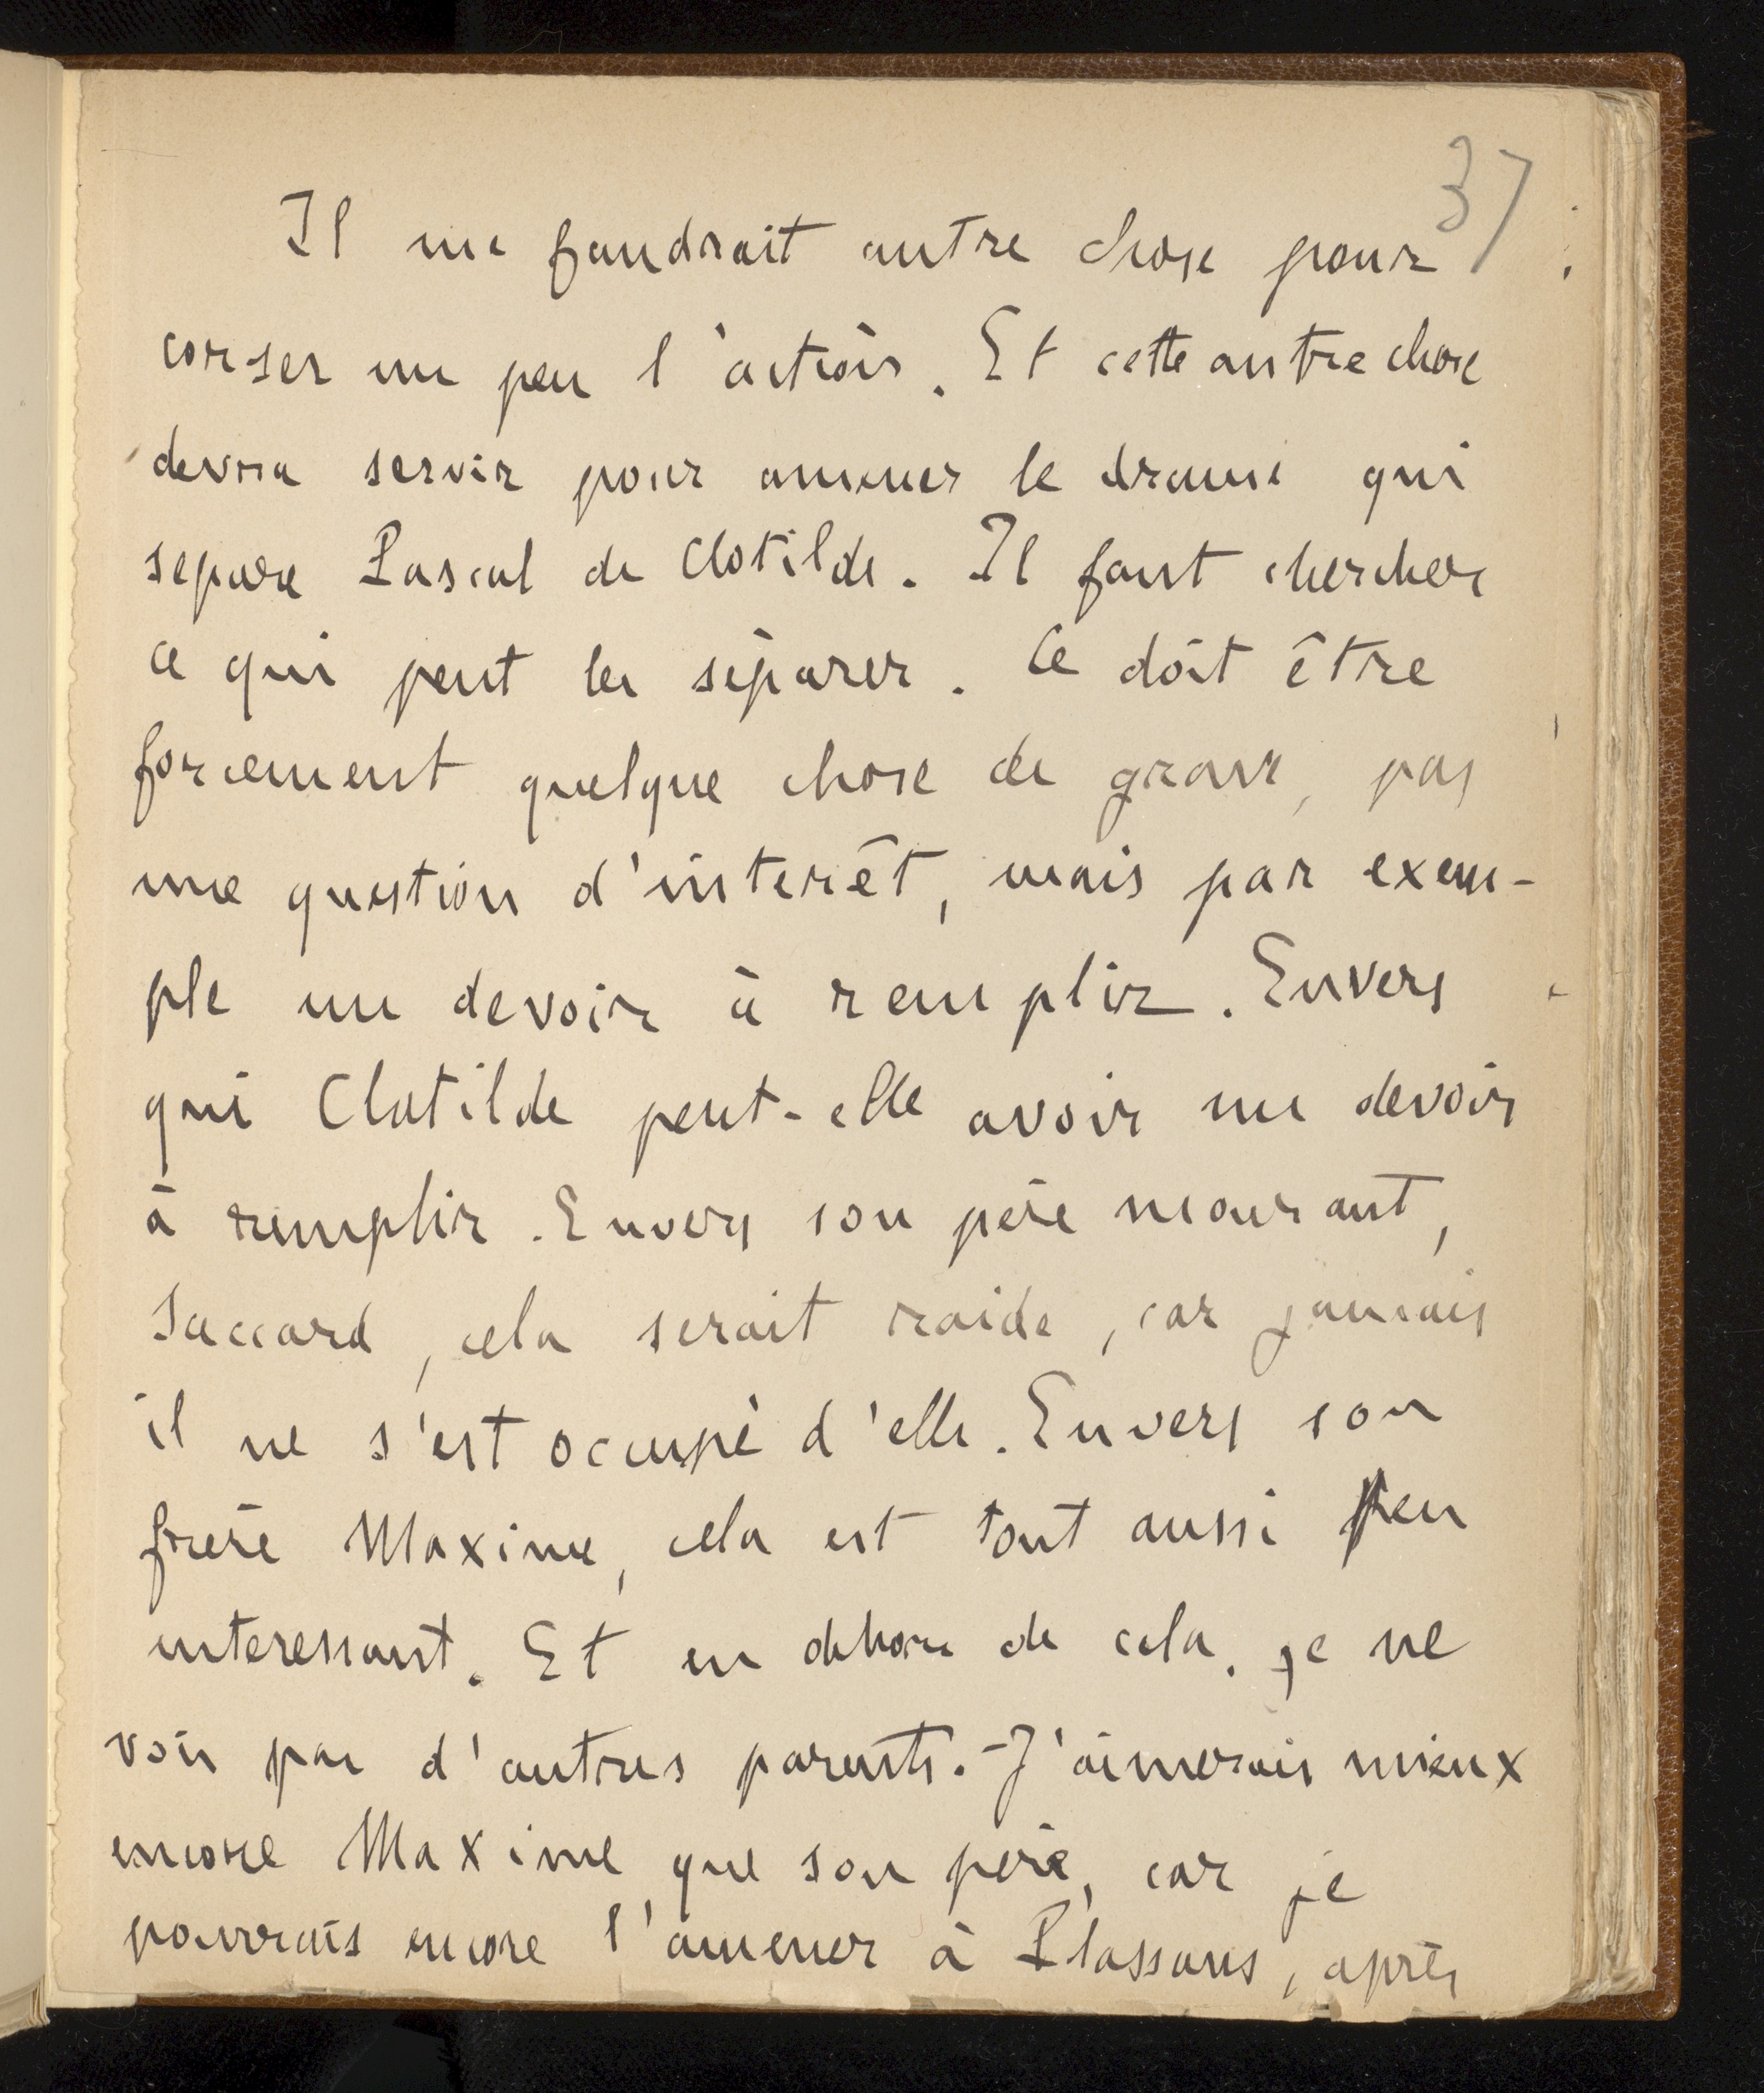 37
Il me faudrait autre chose pour
corser un peu l'action. Et cette autre chose
devra servir pour amener le drame qui
separe Pascal de Clotilde. Il faut chercher
ce qui peut les séparer. Ce doit être
forcement quelque chose de grave, pas
une question d'interêt, mais par exem-
ple un devoir à remplir. Envers
qui Clotilde peut-elle avoir un devoir
à remplir. Envers son père mourant,
Saccard, cela serait raide, car jamais
il ne s'est occupé d'elle. Envers son
frère Maxime, cela est tout aussi peu
interessant. Et en dehors de cela, je ne
vois pas d'autres parents. - J'aimerais mieux
encore Maxime que son père, car je
pourrais encore l'amener à Plassans, après